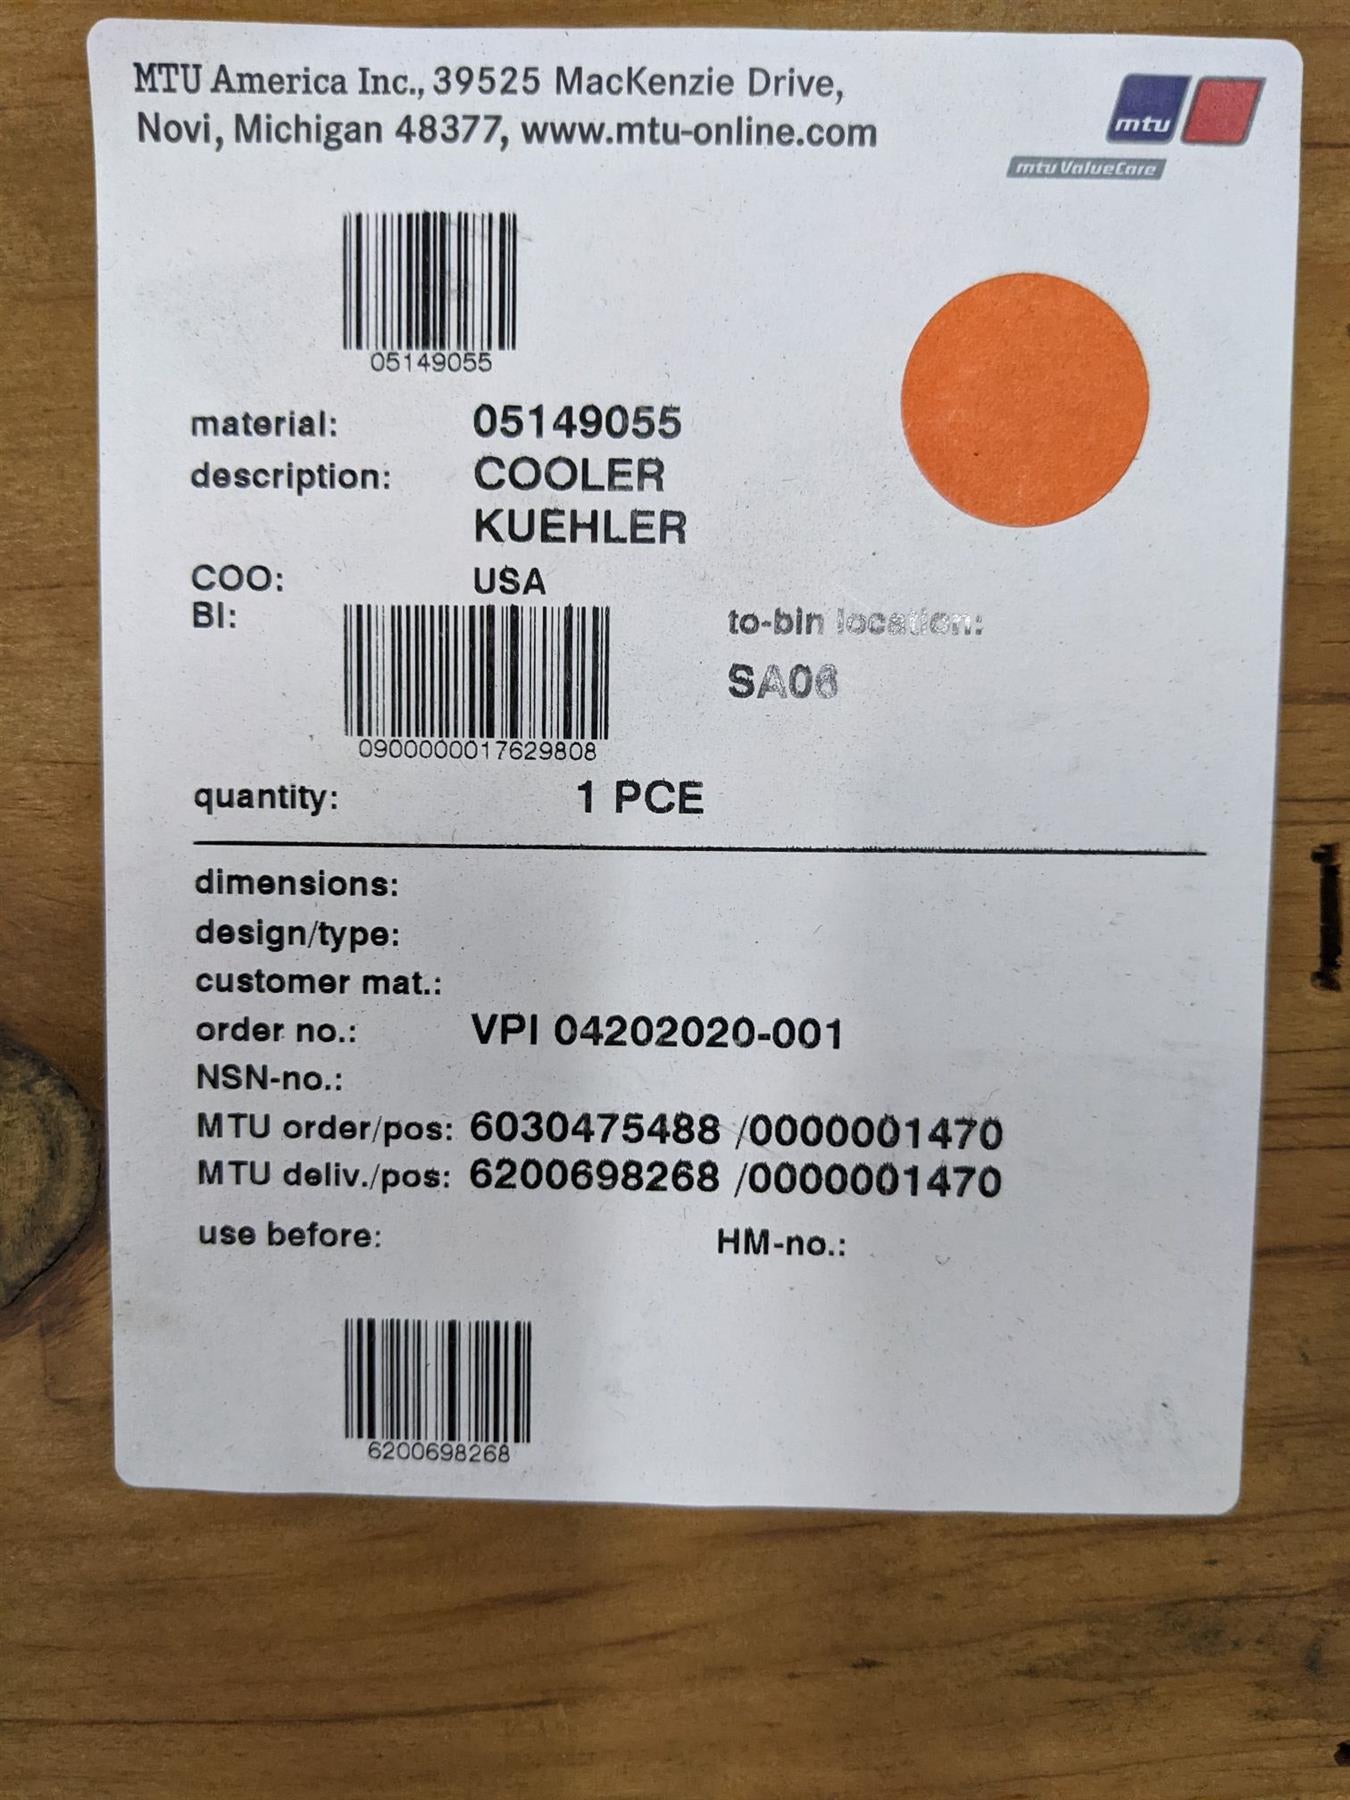 MTU America Inc., 39525 MacKenzie Drive,
Novi, Michigan 48377, www.mtu-online.com
mtu
mtu ValueCare
05149055
material: 05149055
description: COOLER
KUEHLER
COO: USA
BI:
to-bin location:
SA06
0900000017629808
quantity: 1 PCE
dimensions:
design/type:
customer mat.:
order no.: VPI 04202020-001
NSN-no.:
MTU order/pos: 6030475488 /0000001470
MTU deliv./pos: 6200698268 /0000001470
use before: HM-no.:
6200698268